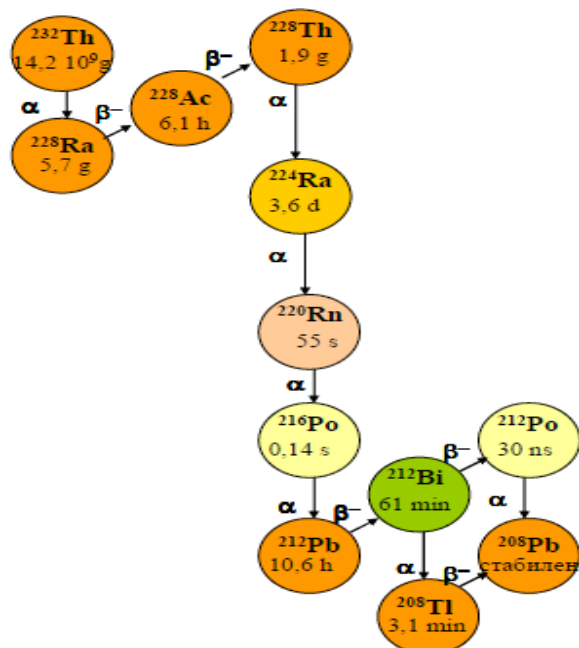 ²³²Th
14,2 10⁹g
α
²²⁸Ra
5,7 g
β⁻
²²⁸Ac
6,1 h
β⁻
²²⁸Th
1,9 g
α
²²⁴Ra
3,6 d
α
²²⁰Rn
55 s
α
²¹⁶Po
0,14 s
α
²¹²Pb
10,6 h
β⁻
²¹²Bi
61 min
β⁻
²¹²Po
30 ns
α
²⁰⁸Pb
стабилен
α
²⁰⁸Tl
3,1 min
β⁻